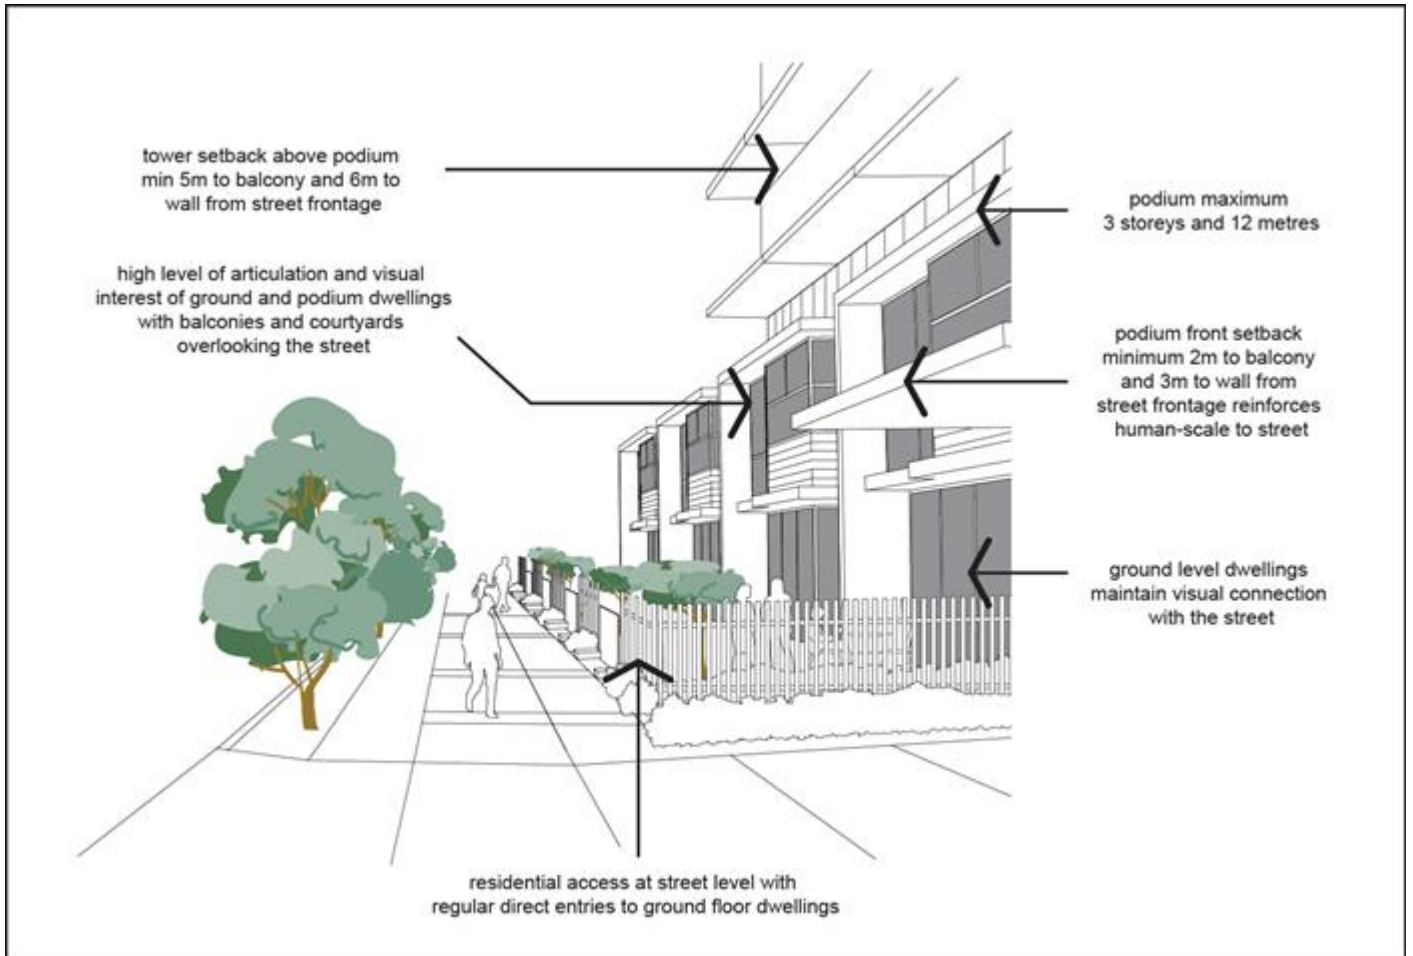 tower setback above podium
min 5m to balcony and 6m to
wall from street frontage
high level of articulation and visual
interest of ground and podium dwellings
with balconies and courtyards
overlooking the street
podium maximum
3 storeys and 12 metres
podium front setback
minimum 2m to balcony
and 3m to wall from
street frontage reinforces
human-scale to street
ground level dwellings
maintain visual connection
with the street
residential access at street level with
regular direct entries to ground floor dwellings